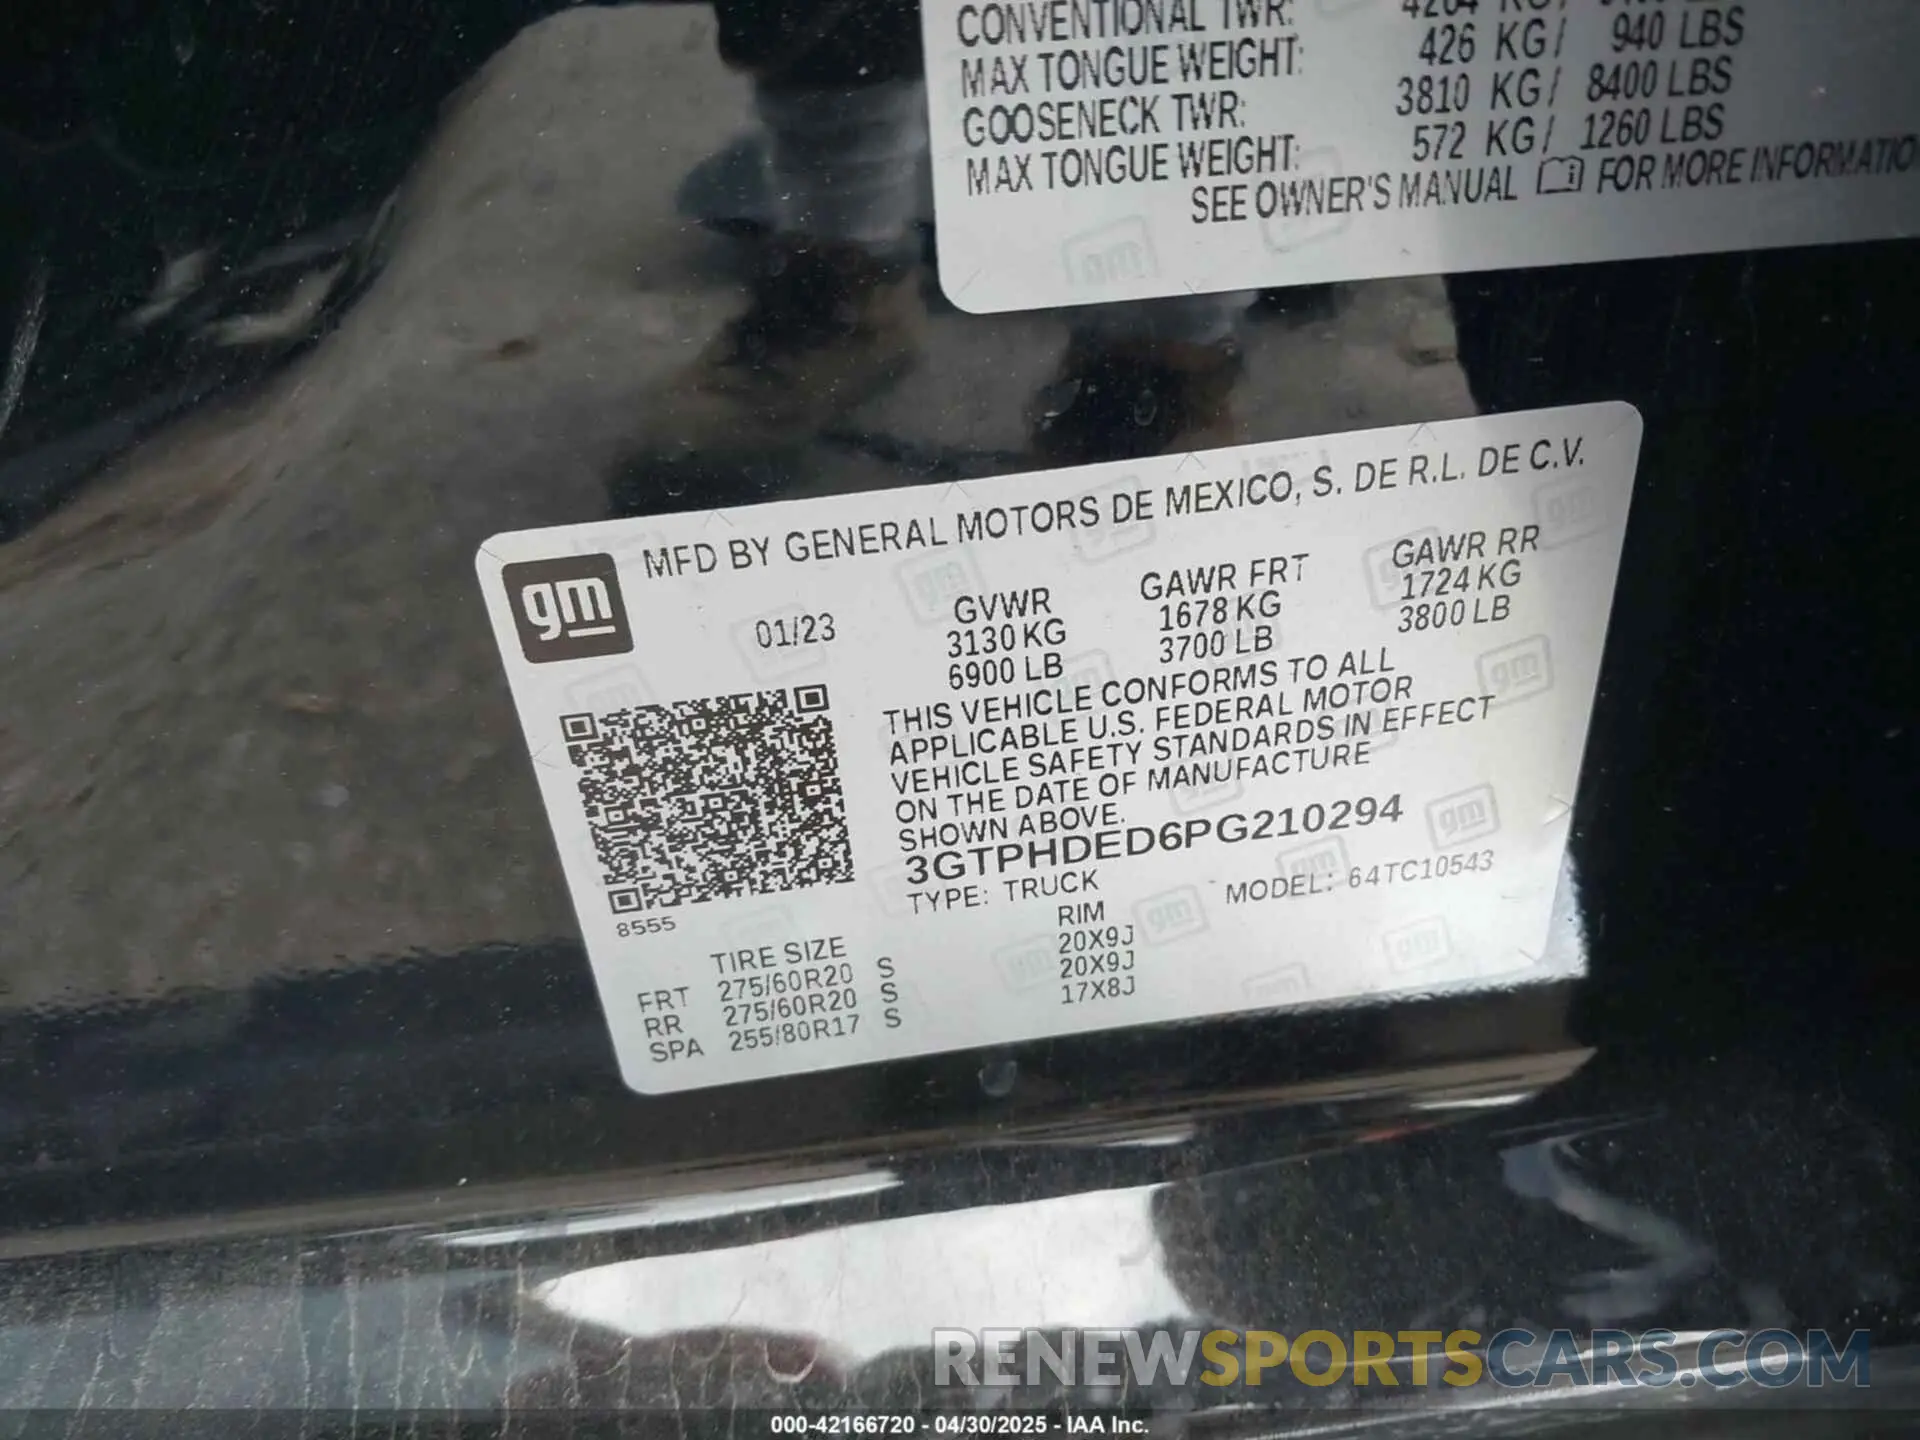 CONVENTIONAL TWR:
MAX TONGUE WEIGHT: 426 KG/ 940 LBS
GOOSENECK TWR: 3810 KG/ 8400 LBS
MAX TONGUE WEIGHT: 572 KG/ 1260 LBS
SEE OWNER'S MANUAL FOR MORE INFORMATIO
gm
MFD BY GENERAL MOTORS DE MEXICO, S. DE R.L. DE C.V.
01/23
GVWR GAWR FRT GAWR RR
3130 KG 1678 KG 1724 KG
6900 LB 3700 LB 3800 LB
THIS VEHICLE CONFORMS TO ALL
APPLICABLE U.S. FEDERAL MOTOR
VEHICLE SAFETY STANDARDS IN EFFECT
ON THE DATE OF MANUFACTURE
SHOWN ABOVE.
3GTPHDED6PG210294
TYPE: TRUCK MODEL: 64TC10543
8555
TIRE SIZE RIM
FRT 275/60R20 S 20X9J
RR 275/60R20 S 20X9J
SPA 255/80R17 S 17X8J
RENEWSPORTSCARS.COM
000-42166720 - 04/30/2025 - IAA Inc.